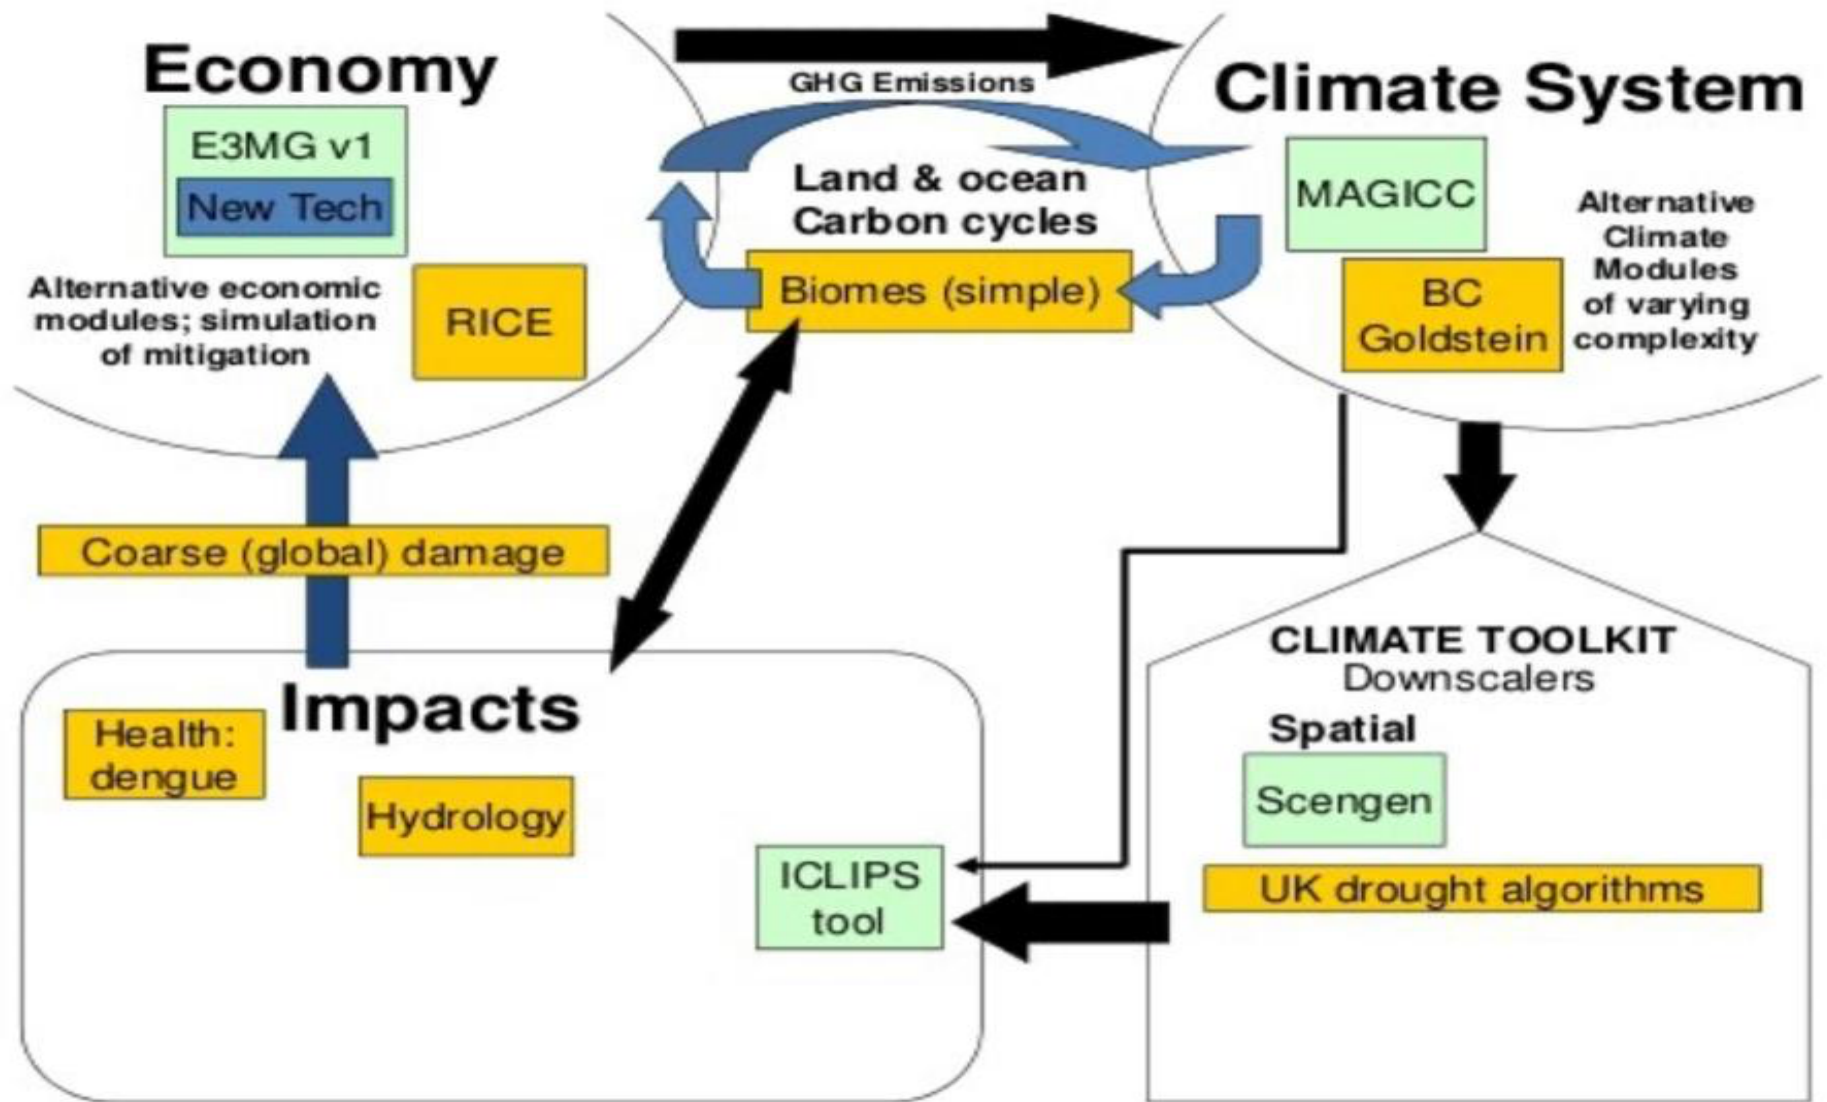 Economy
E3MG v1
New Tech
Alternative economic
modules; simulation
of mitigation
RICE
GHG Emissions
Land & ocean
Carbon cycles
Biomes (simple)
Climate System
MAGICC
Alternative
Climate
Modules
of varying
complexity
BC
Goldstein
Coarse (global) damage
Impacts
Health:
dengue
Hydrology
ICLIPS
tool
CLIMATE TOOLKIT
Downscalers
Spatial
Scengen
UK drought algorithms